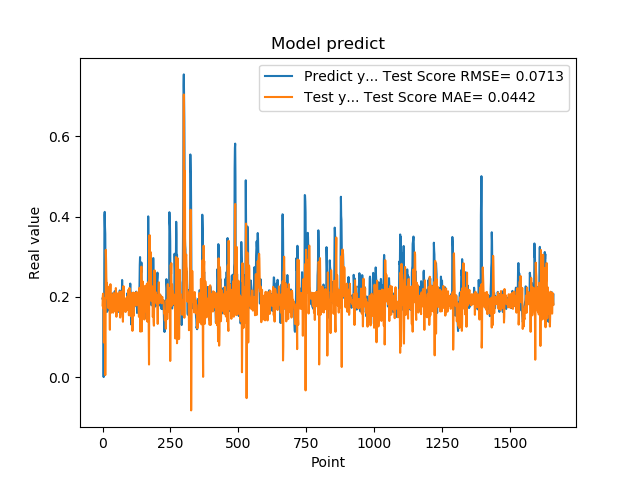 Model predict
Predict y... Test Score RMSE= 0.0713
Test y... Test Score MAE= 0.0442
Real value
0.6
0.4
0.2
0.0
0
250
500
750
1000
1250
1500
Point